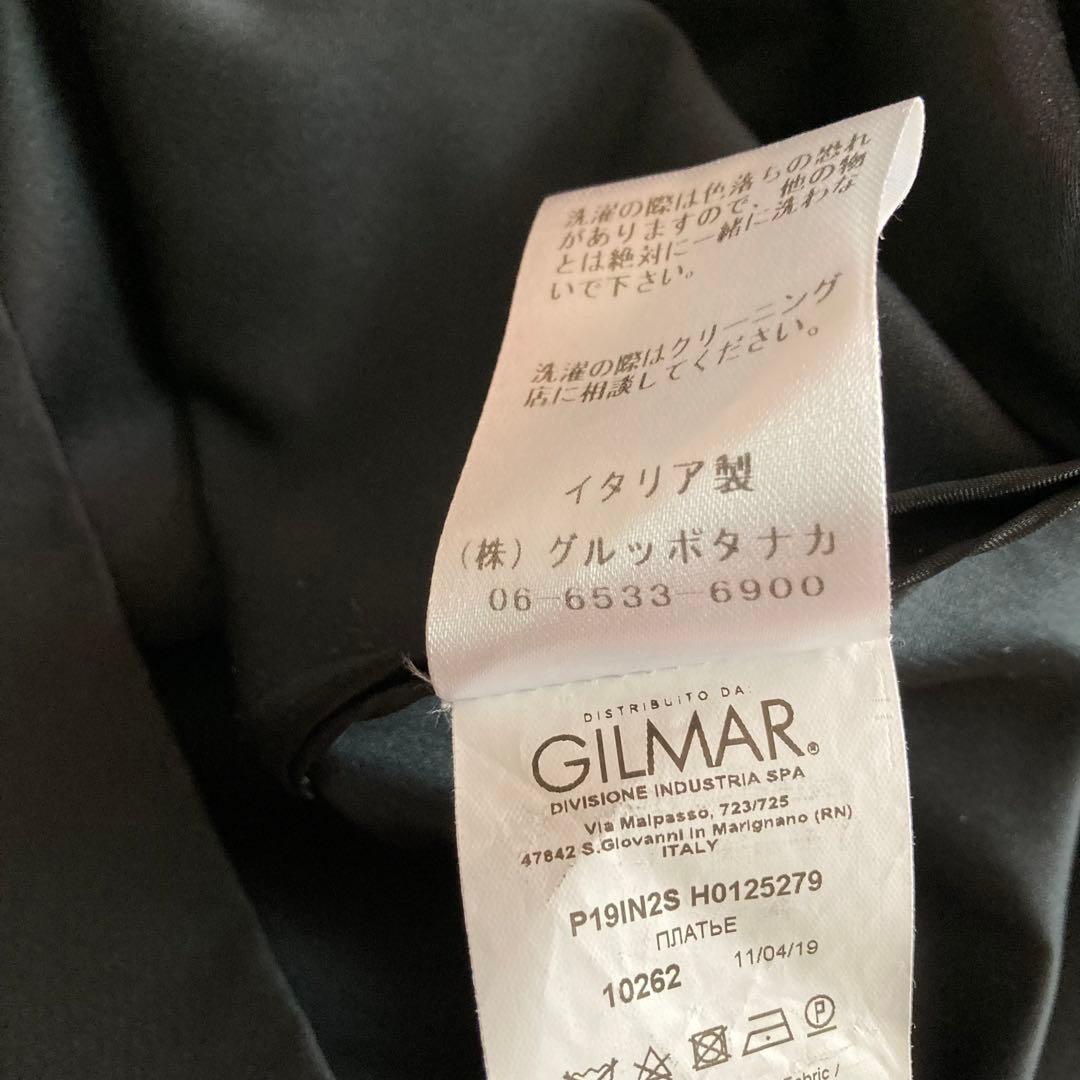 洗濯の際は色落ちの恐れ
がありますので、他の物
とは絶対に一緒に洗わな
いで下さい。
洗濯の際はクリーニング
店に相談してください。
イタリア製
（株）グルッポタナカ
06-6533-6900
DISTRIBUITO DA:
GILMAR®
DIVISIONE INDUSTRIA SPA
Via Malpasso, 723/725
47842 S.Giovanni in Marignano (RN)
ITALY
P19IN2S H0125279
ПЛАТЬЕ
10262 11/04/19
P
Fabric /